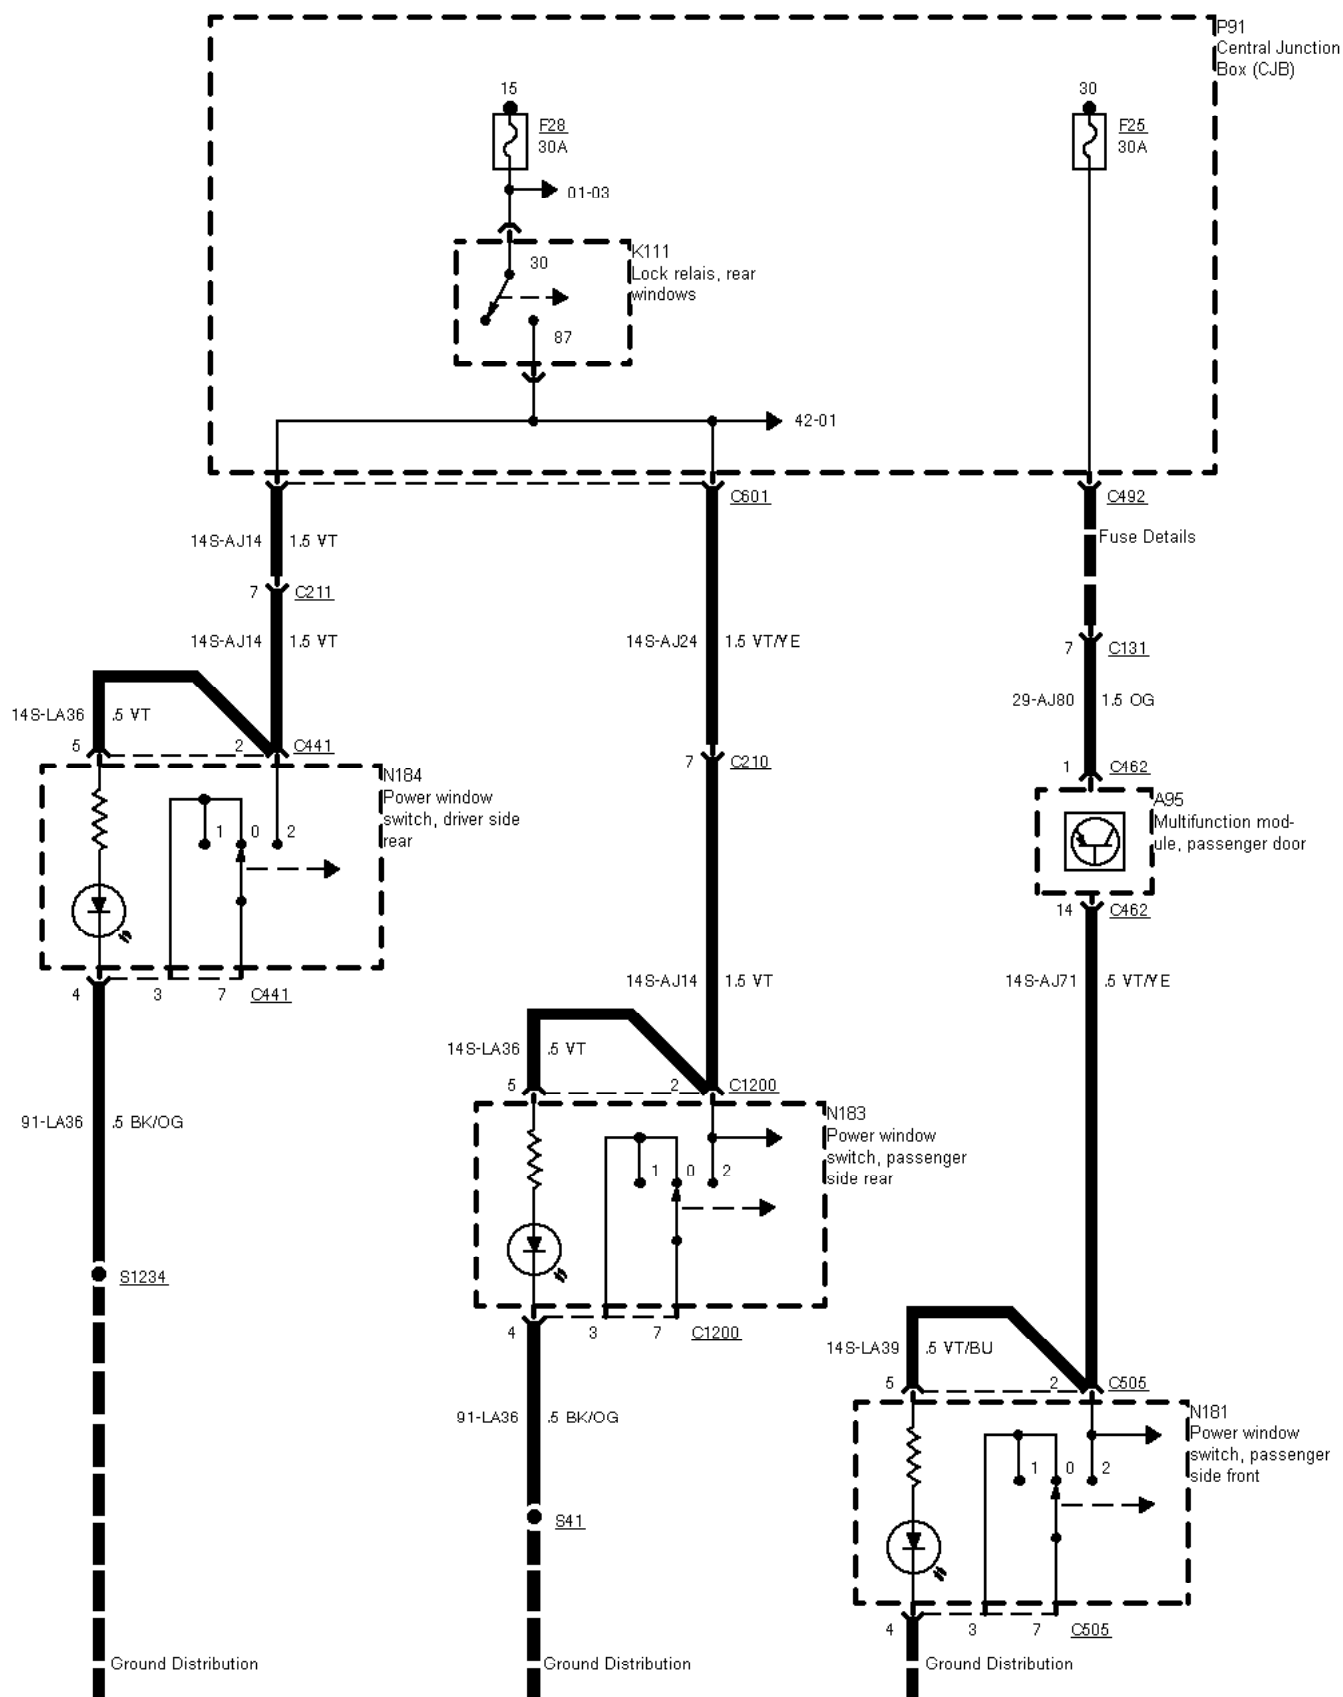 P91
Central Junction
Box (CJB)
15
30
F28
30A
F25
30A
01-03
K111
Lock relais, rear
windows
30
87
42-01
C601
C492
Fuse Details
14S-AJ14 1.5 VT
7 C211
14S-AJ14 1.5 VT
14S-AJ24 1.5 VT/YE
7 C131
29-AJ80 1.5 OG
14S-LA36 .5 VT
5 2 C441
7 C210
1 C462
N184
Power window
switch, driver side
rear
1 0 2
A95
Multifunction mod-
ule, passenger door
14 C462
4 3 7 C441
14S-AJ14 1.5 VT
14S-AJ71 .5 VT/YE
14S-LA36 .5 VT
5 2 C1200
91-LA36 .5 BK/OG
N183
Power window
switch, passenger
side rear
1 0 2
S1234
4 3 7 C1200
14S-LA39 .5 VT/BU
5 2 C505
91-LA36 .5 BK/OG
N181
Power window
switch, passenger
side front
1 0 2
S41
4 3 7 C505
Ground Distribution
Ground Distribution
Ground Distribution